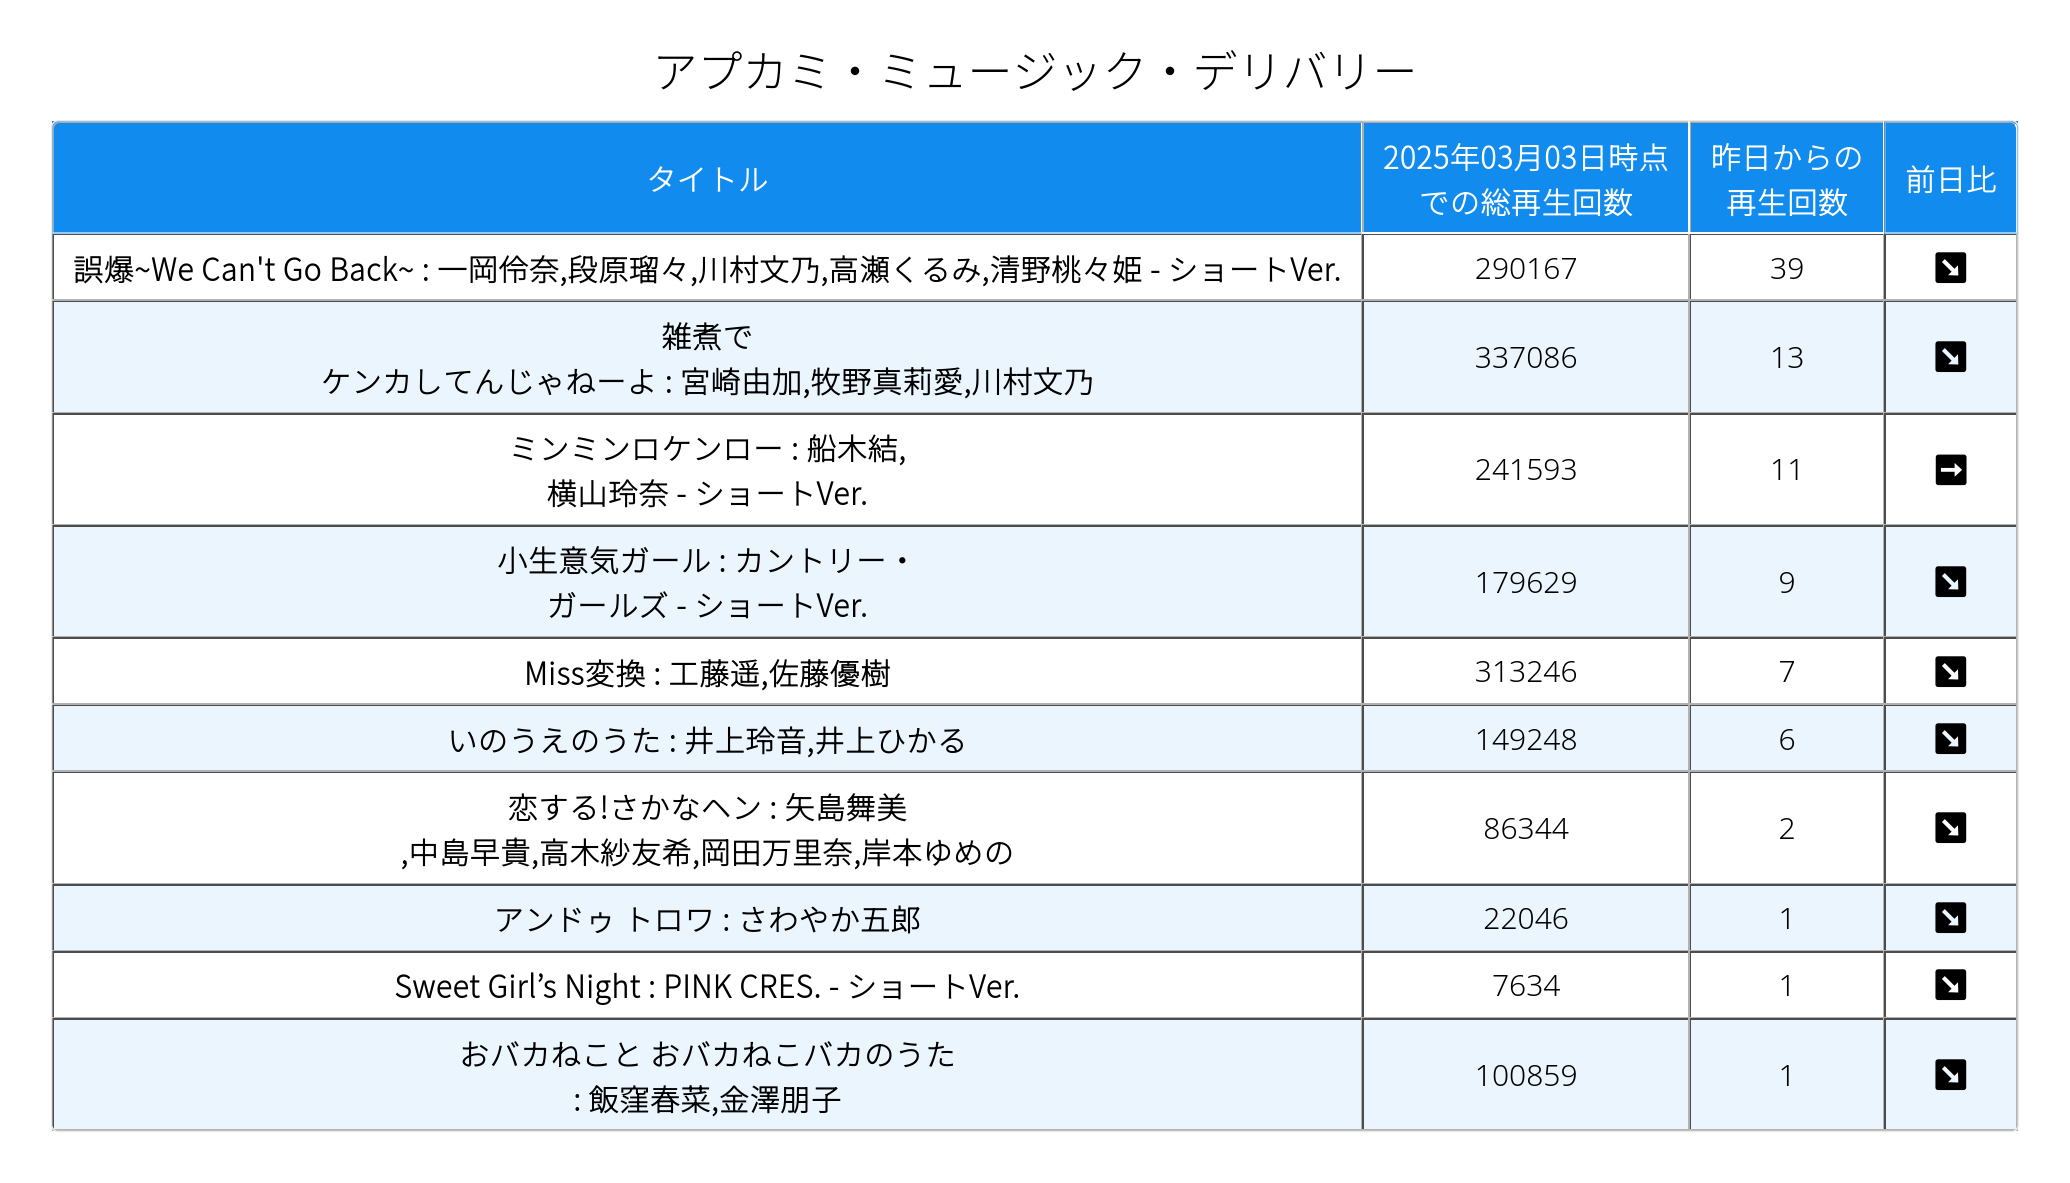 アプカミ・ミュージック・デリバリー
タイトル
2025年03月03日時点
での総再生回数
昨日からの
再生回数
前日比
誤爆~We Can't Go Back~ : 一岡伶奈,段原瑠々,川村文乃,高瀬くるみ,清野桃々姫 - ショートVer.
290167
39
雑煮で
ケンカしてんじゃねーよ : 宮崎由加,牧野真莉愛,川村文乃
337086
13
ミンミンロケンロー : 船木結,
横山玲奈 - ショートVer.
241593
11
小生意気ガール : カントリー・
ガールズ - ショートVer.
179629
9
Miss変換 : 工藤遥,佐藤優樹
313246
7
いのうえのうた : 井上玲音,井上ひかる
149248
6
恋する!さかなヘン : 矢島舞美
,中島早貴,高木紗友希,岡田万里奈,岸本ゆめの
86344
2
アンドゥ トロワ : さわやか五郎
22046
1
Sweet Girl’s Night : PINK CRES. - ショートVer.
7634
1
おバカねこと おバカねこバカのうた
: 飯窪春菜,金澤朋子
100859
1